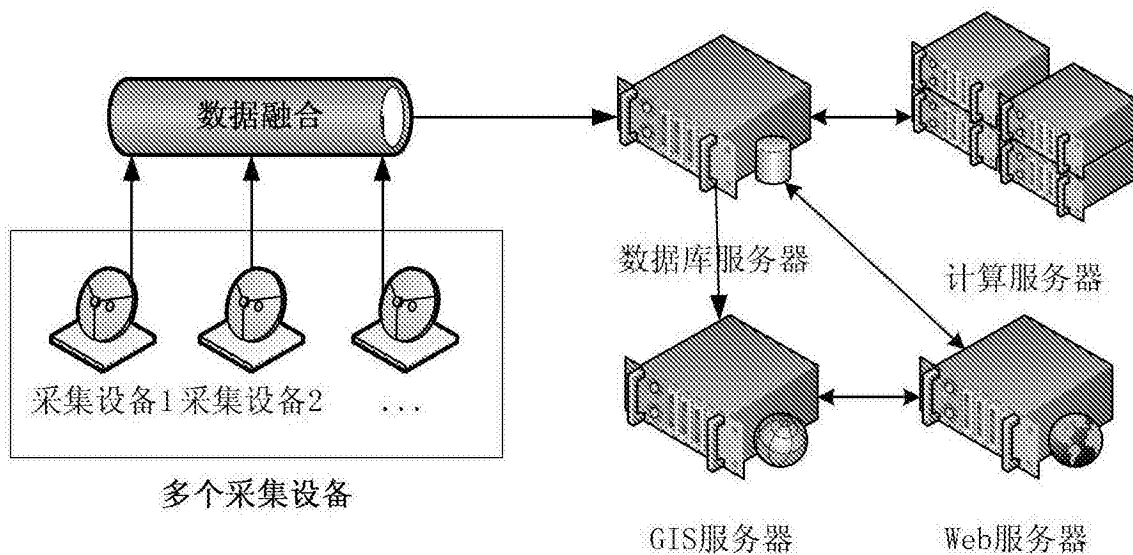 数据融合
数据库服务器
计算服务器
采集设备1 采集设备2 ...
多个采集设备
GIS服务器
Web服务器